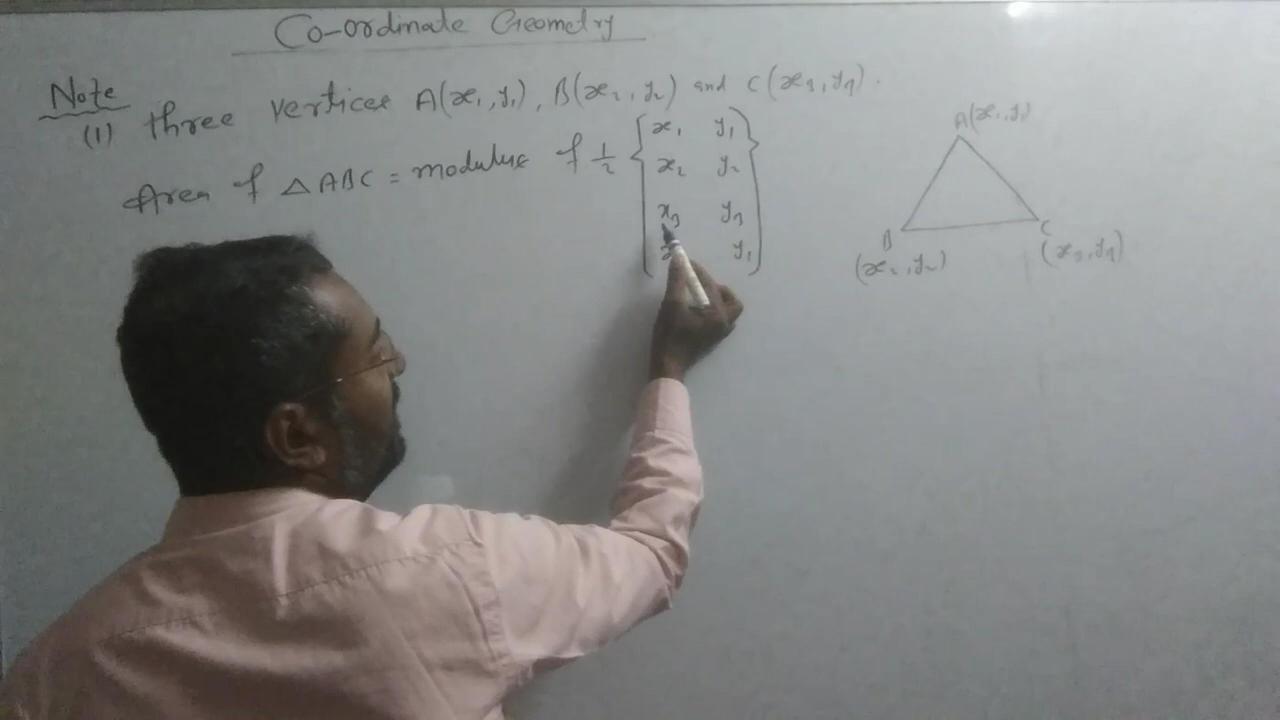 Co-ordinate Geometry
Note
(1) three vertices A(x₁,y₁), B(x₂,y₂) and C(x₃,y₃).
Area of △ABC = modulus of 1/2 { x₁ y₁
x₂ y₂
x₃ y₃
y₁ }
A(x₁,y₁)
B
(x₂,y₂)
C
(x₃,y₃)